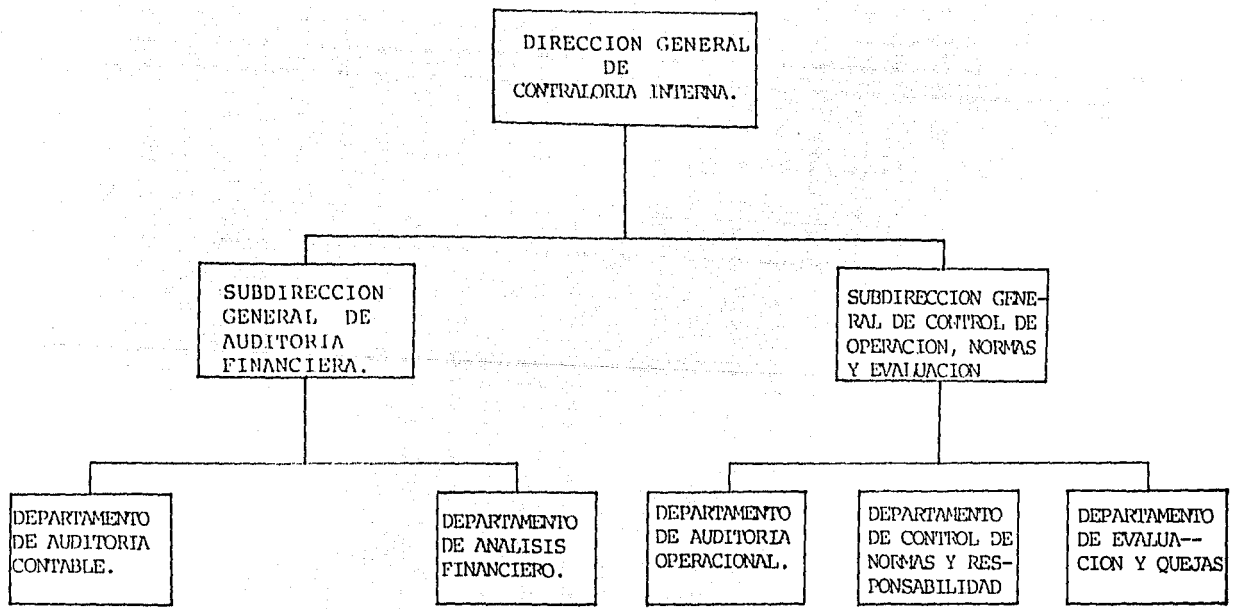 DIRECCION GENERAL
DE
CONTRALORIA INTERNA.
SUBDIRECCION
GENERAL DE
AUDITORIA
FINANCIERA.
SUBDIRECCION GENE-
RAL DE CONTROL DE
OPERACION, NORMAS
Y EVALUACION
DEPARTAMENTO
DE AUDITORIA
CONTABLE.
DEPARTAMENTO
DE ANALISIS
FINANCIERO.
DEPARTAMENTO
DE AUDITORIA
OPERACIONAL.
DEPARTAMENTO
DE CONTROL DE
NORMAS Y RES-
PONSABILIDAD
DEPARTAMENTO
DE EVALUA--
CION Y QUEJAS